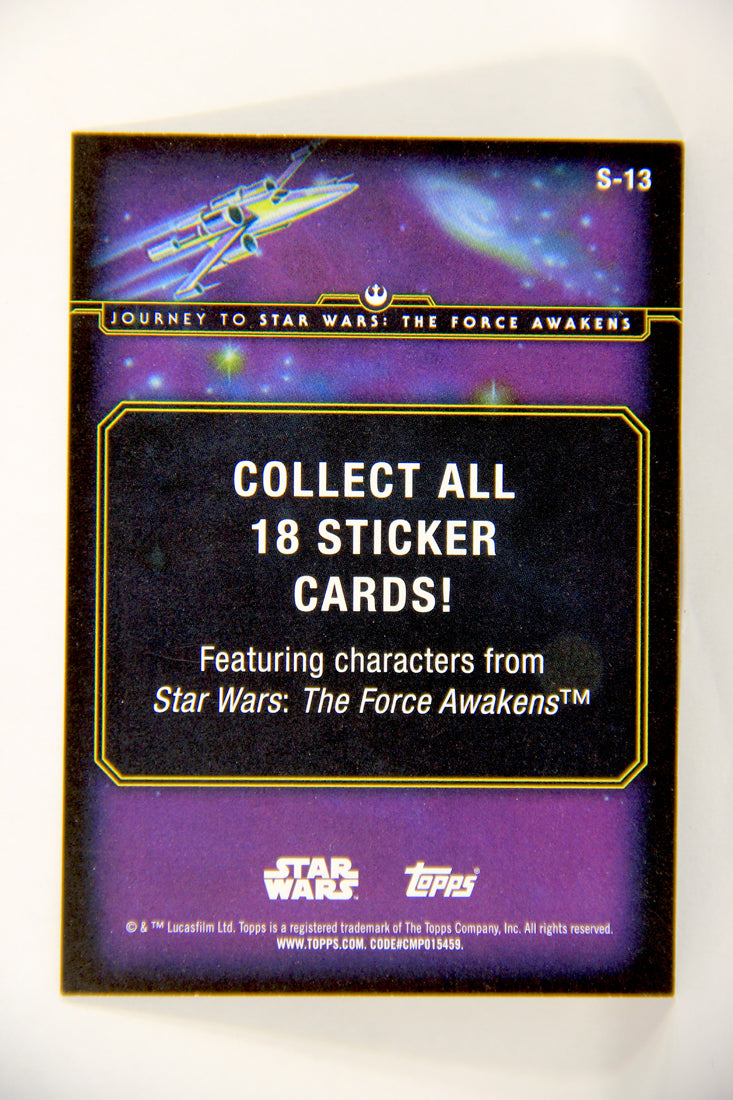 S-13
JOURNEY TO STAR WARS: THE FORCE AWAKENS
COLLECT ALL
18 STICKER
CARDS!
Featuring characters from
Star Wars: The Force Awakens™
STAR WARS™ Topps®
© & ™ Lucasfilm Ltd. Topps is a registered trademark of The Topps Company, Inc. All rights reserved.
WWW.TOPPS.COM. CODE#CMP015459.